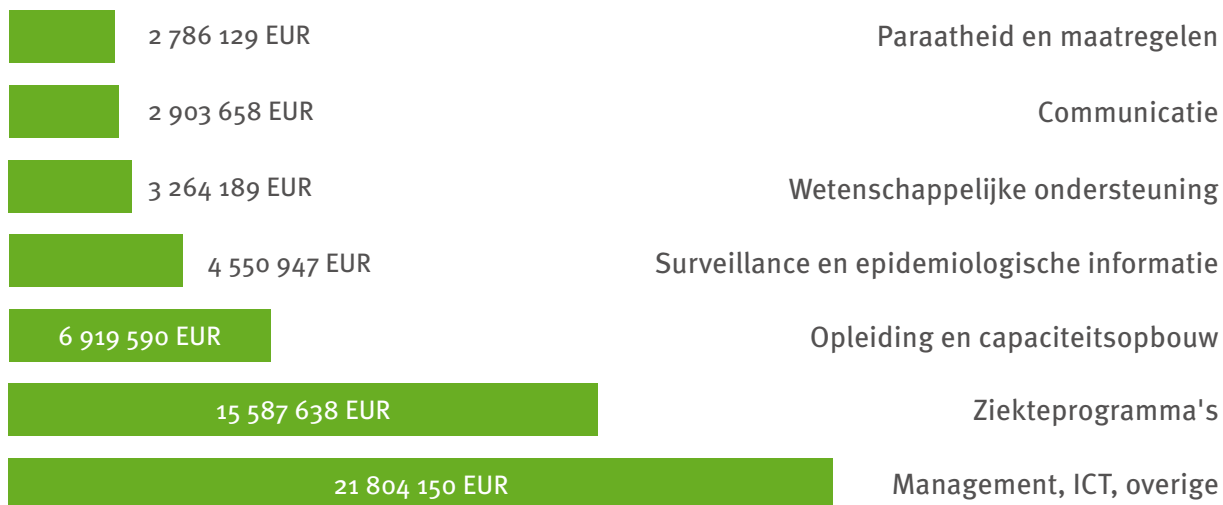 2 786 129 EUR Paraatheid en maatregelen
2 903 658 EUR Communicatie
3 264 189 EUR Wetenschappelijke ondersteuning
4 550 947 EUR Surveillance en epidemiologische informatie
6 919 590 EUR Opleiding en capaciteitsopbouw
15 587 638 EUR Ziekteprogramma's
21 804 150 EUR Management, ICT, overige